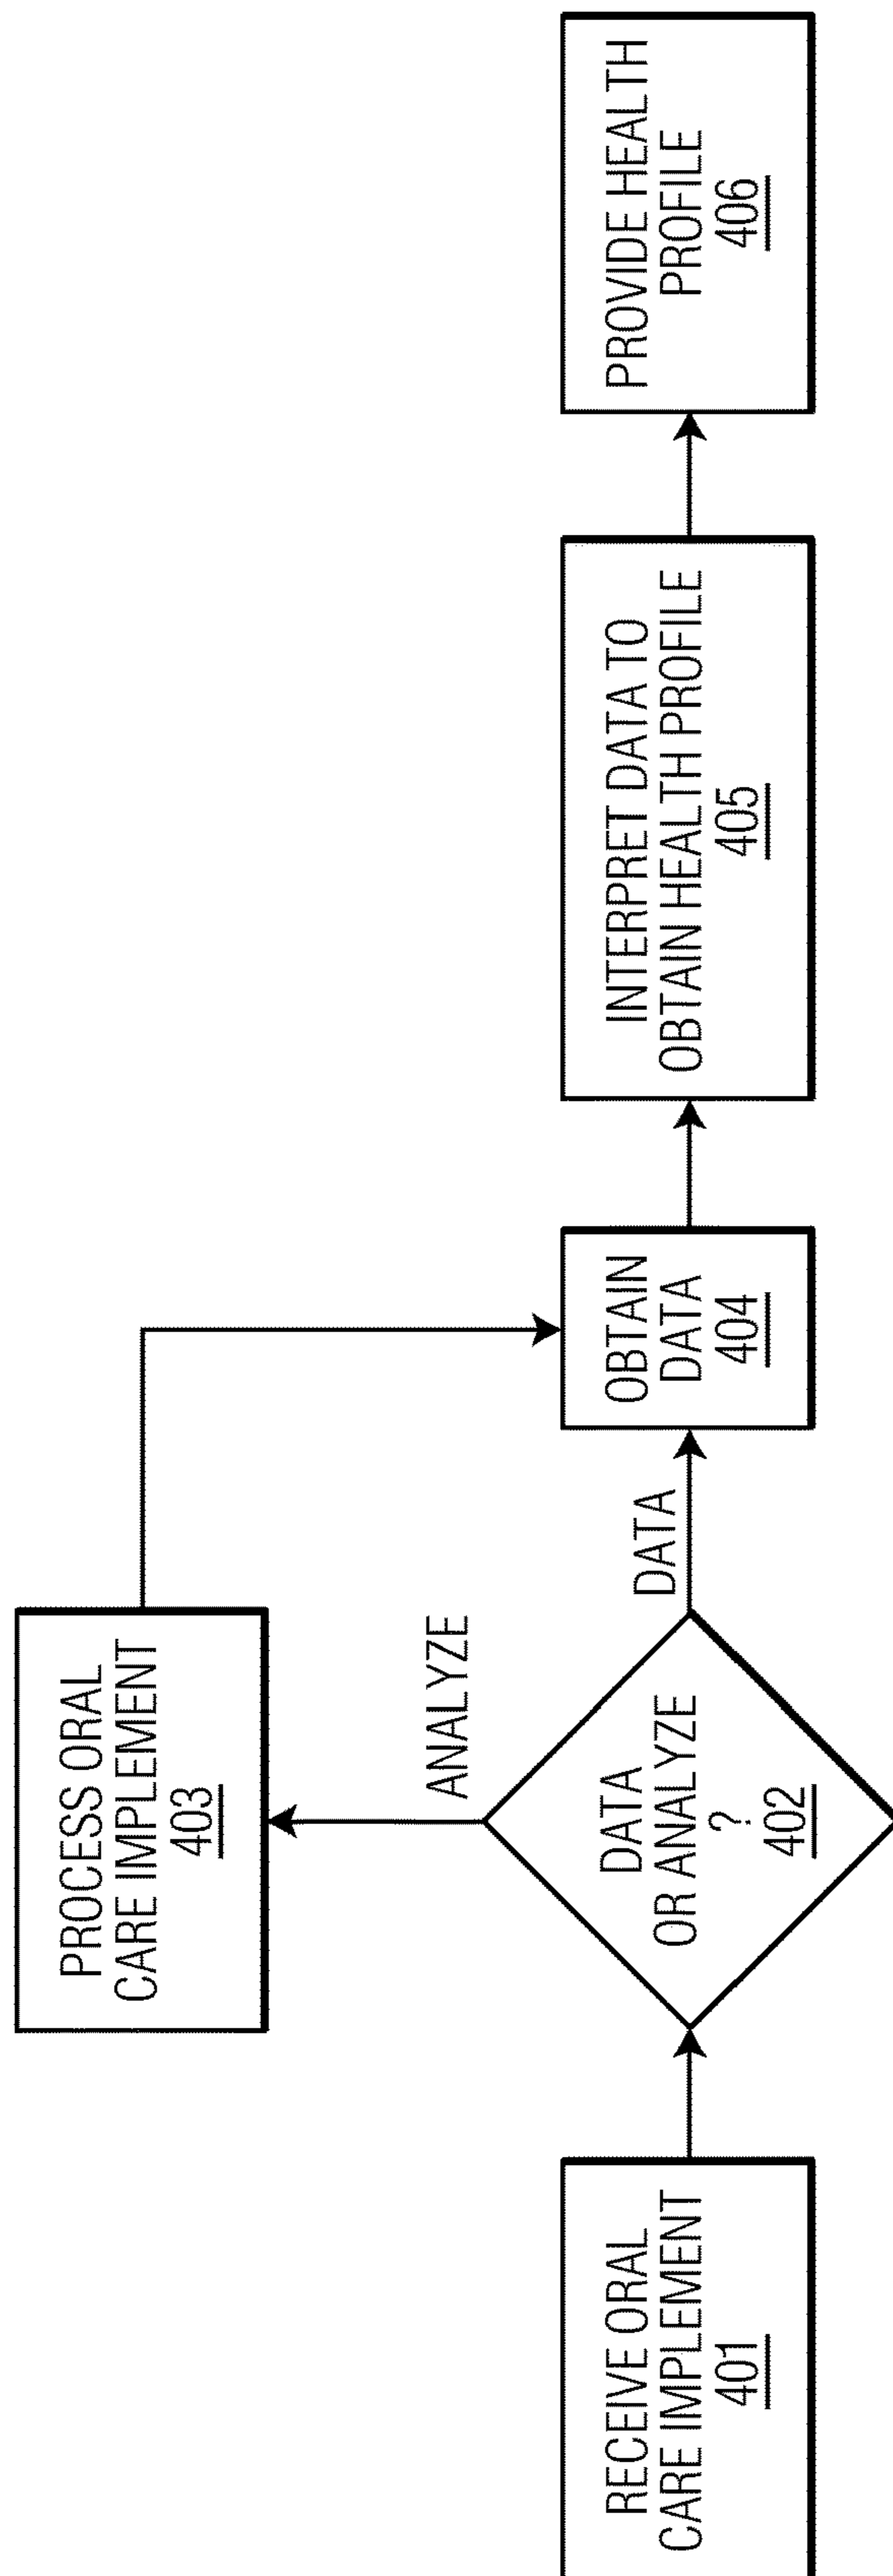 RECEIVE ORAL
CARE IMPLEMENT
401
DATA
OR ANALYZE
?
402
ANALYZE
PROCESS ORAL
CARE IMPLEMENT
403
DATA
OBTAIN
DATA
404
INTERPRET DATA TO
OBTAIN HEALTH PROFILE
405
PROVIDE HEALTH
PROFILE
406